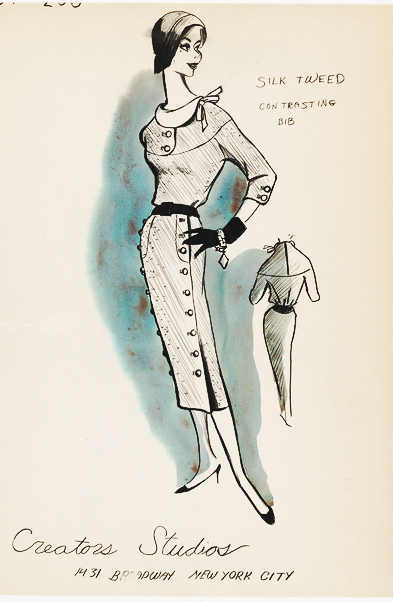 SILK TWEED
CONTRASTING
BIB
Creators Studios
1431 BROADWAY NEW YORK CITY